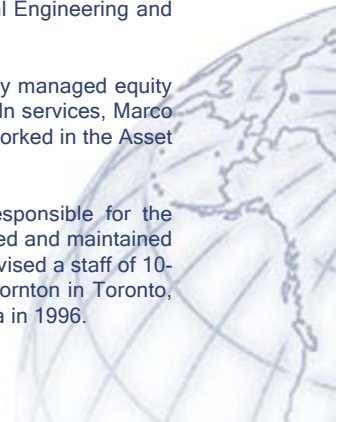 l Engineering and
y managed equity
In services, Marco
orked in the Asset
esponsible for the
ed and maintained
vised a staff of 10-
ornton in Toronto,
a in 1996.